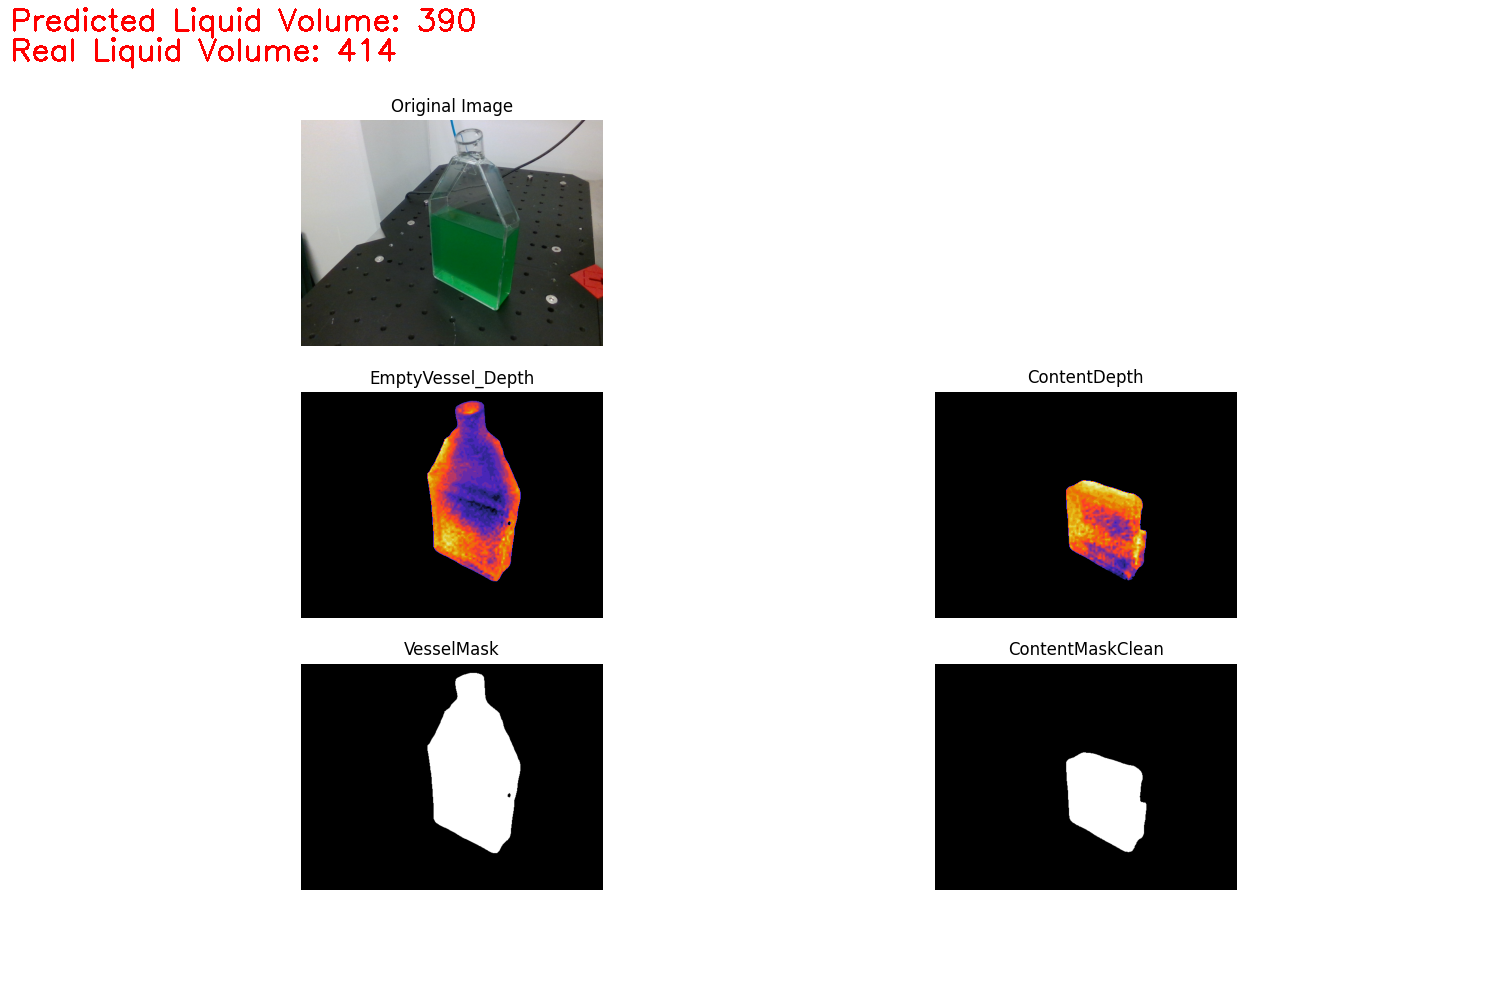 Predicted Liquid Volume: 390
Real Liquid Volume: 414
Original Image
EmptyVessel_Depth
ContentDepth
VesselMask
ContentMaskClean